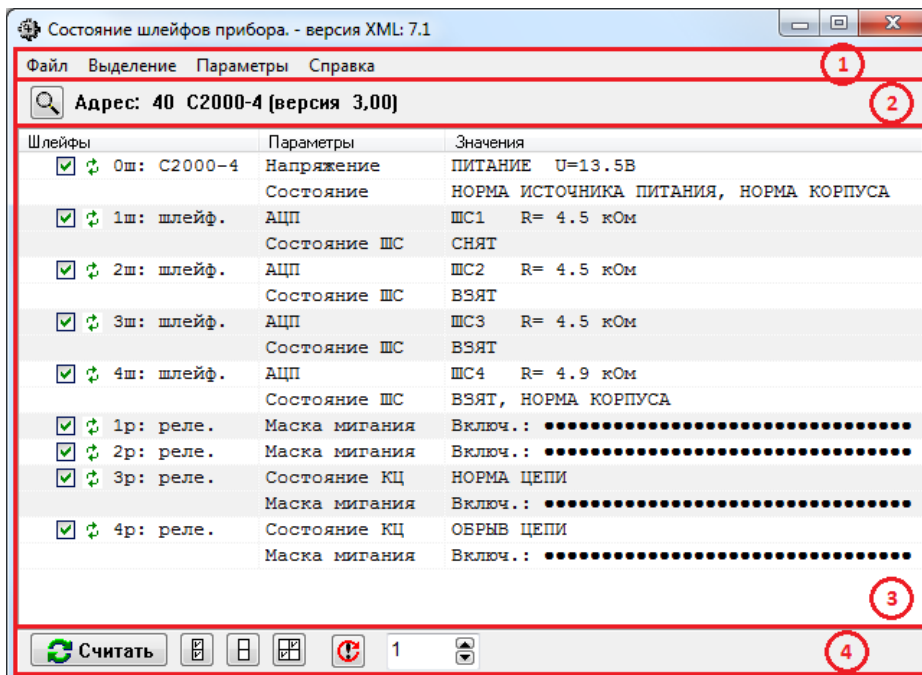 Состояние шлейфов прибора. - версия XML: 7.1
Файл Выделение Параметры Справка
1
Адрес: 40 С2000-4 (версия 3,00)
2
Шлейфы Параметры Значения
0ш: С2000-4 Напряжение ПИТАНИЕ U=13.5В
Состояние НОРМА ИСТОЧНИКА ПИТАНИЯ, НОРМА КОРПУСА
1ш: шлейф. АЦП ШС1 R= 4.5 кОм
Состояние ШС СНЯТ
2ш: шлейф. АЦП ШС2 R= 4.5 кОм
Состояние ШС ВЗЯТ
3ш: шлейф. АЦП ШС3 R= 4.5 кОм
Состояние ШС ВЗЯТ
4ш: шлейф. АЦП ШС4 R= 4.9 кОм
Состояние ШС ВЗЯТ, НОРМА КОРПУСА
1р: реле. Маска мигания Включ.: ●●●●●●●●●●●●●●●●●●●●●●●●●●●●●●●●
2р: реле. Маска мигания Включ.: ●●●●●●●●●●●●●●●●●●●●●●●●●●●●●●●●
3р: реле. Состояние КЦ НОРМА ЦЕПИ
Маска мигания Включ.: ●●●●●●●●●●●●●●●●●●●●●●●●●●●●●●●●
4р: реле. Состояние КЦ ОБРЫВ ЦЕПИ
Маска мигания Включ.: ●●●●●●●●●●●●●●●●●●●●●●●●●●●●●●●●
3
Считать 1
4